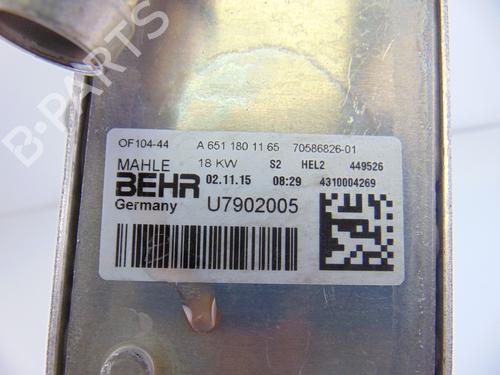 B-PARTS
OF104-44 A 651 180 11 65 70586826-01
MAHLE 18 KW S2 HEL2 449526
BEHR 02.11.15 08:29 4310004269
Germany U7902005